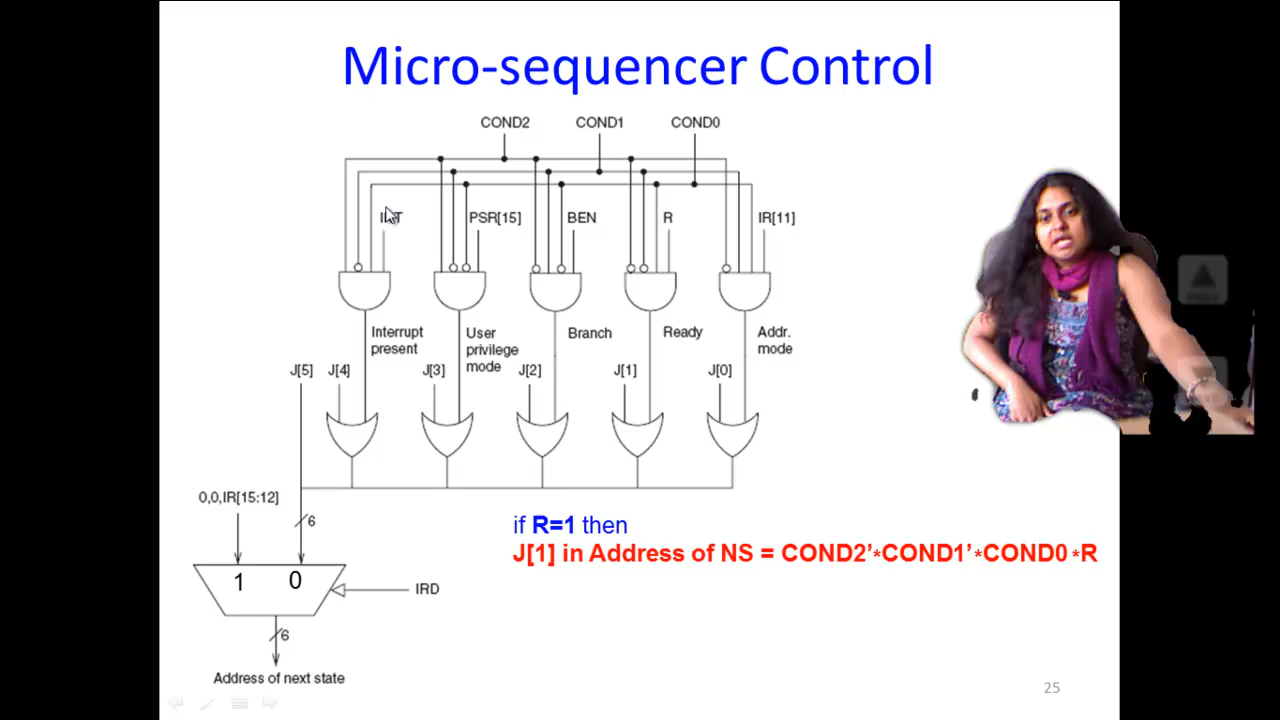 Micro-sequencer Control
COND2 COND1 COND0
PSR[15] BEN R IR[11]
Interrupt present
User privilege mode
Branch
Ready
Addr. mode
J[5] J[4] J[3] J[2] J[1] J[0]
0,0,IR[15:12]
6
if R=1 then
J[1] in Address of NS = COND2’*COND1’*COND0 *R
1 0
IRD
6
Address of next state
25